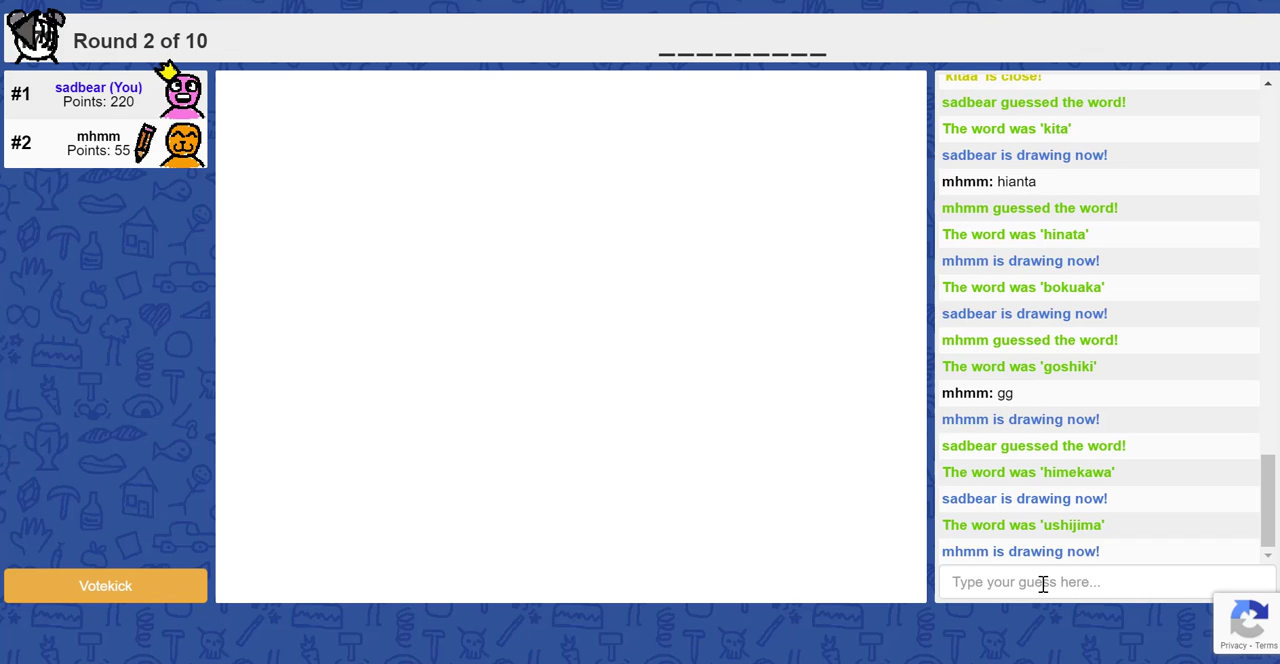 Round 2 of 10
_________
#1
sadbear (You)
Points: 220
#2
mhmm
Points: 55
Votekick
'kitaa' is close!
sadbear guessed the word!
The word was 'kita'
sadbear is drawing now!
mhmm: hianta
mhmm guessed the word!
The word was 'hinata'
mhmm is drawing now!
The word was 'bokuaka'
sadbear is drawing now!
mhmm guessed the word!
The word was 'goshiki'
mhmm: gg
mhmm is drawing now!
sadbear guessed the word!
The word was 'himekawa'
sadbear is drawing now!
The word was 'ushijima'
mhmm is drawing now!
Type your guess here...
Privacy - Terms